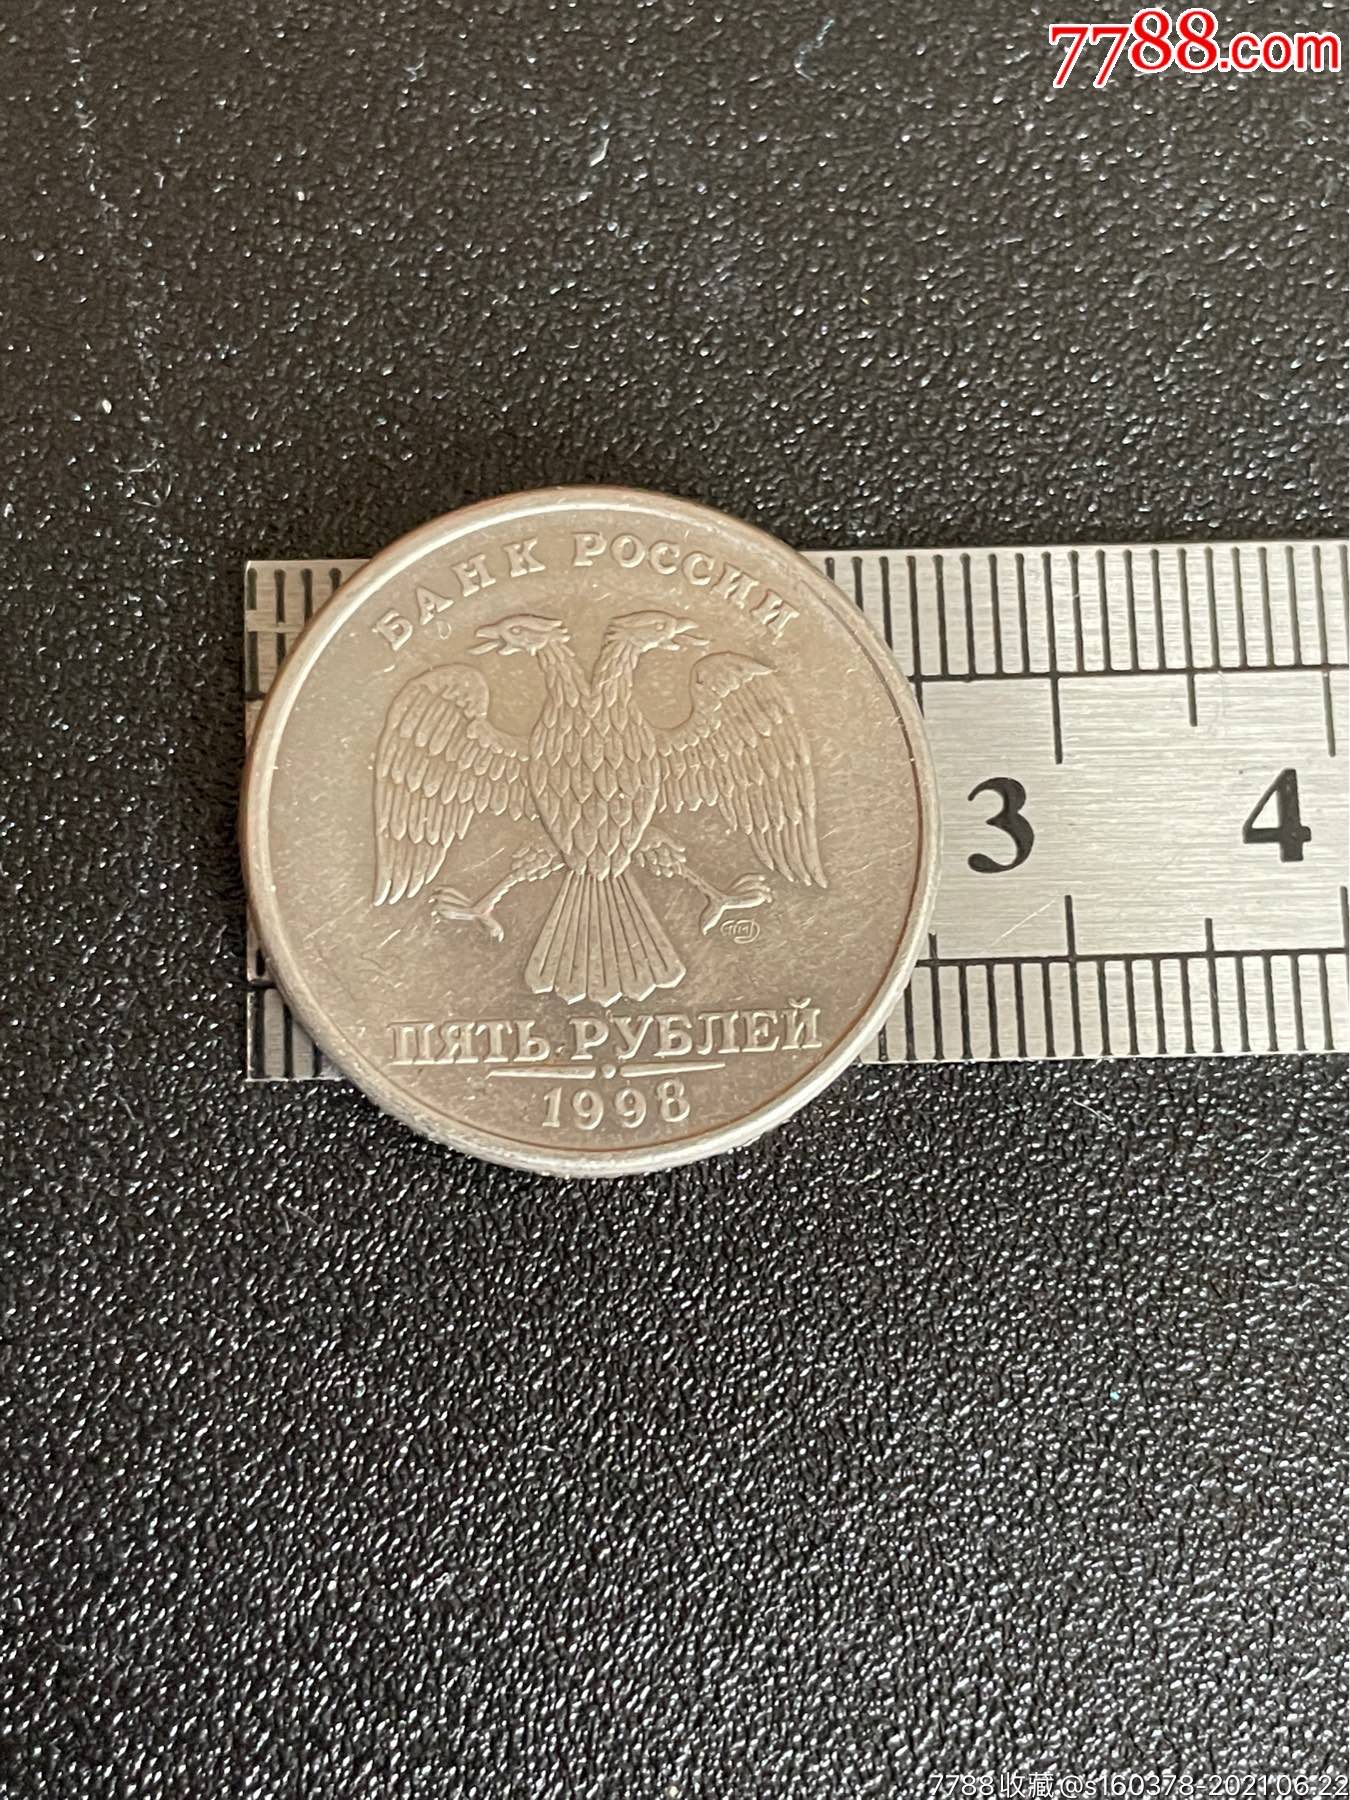 7788.com
БАНК РОССИИ
3 4
ПЯТЬ РУБЛЕЙ
1998
7788收藏@s160378-2021.06.22